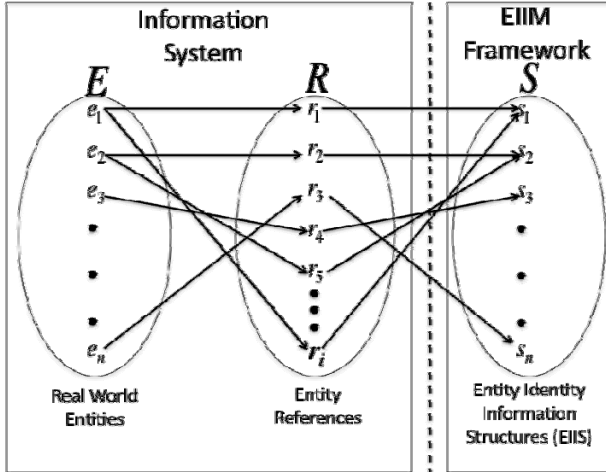 Information
System
EIIM
Framework
E
R
S
e1
r1
s1
e2
r2
s2
e3
r3
s3
r4
r5
en
ri
sn
Real World
Entities
Entity
References
Entity Identity
Information
Structures (EIIS)